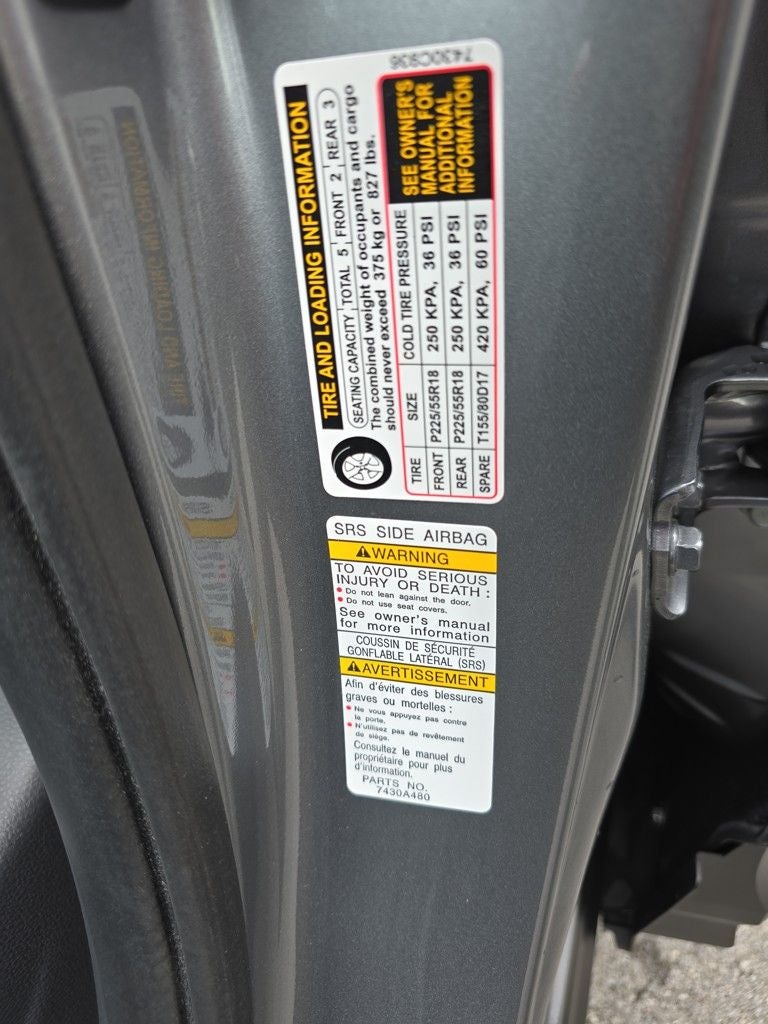 7430C936
TIRE AND LOADING INFORMATION
SEATING CAPACITY TOTAL 5 FRONT 2 REAR 3
The combined weight of occupants and cargo
should never exceed 375 kg or 827 lbs.
TIRE SIZE COLD TIRE PRESSURE
FRONT P225/55R18 250 KPA, 36 PSI
REAR P225/55R18 250 KPA, 36 PSI
SPARE T155/80D17 420 KPA, 60 PSI
SEE OWNER'S
MANUAL FOR
ADDITIONAL
INFORMATION
SRS SIDE AIRBAG
WARNING
TO AVOID SERIOUS
INJURY OR DEATH :
• Do not lean against the door.
• Do not use seat covers.
See owner's manual
for more information
COUSSIN DE SÉCURITÉ
GONFLABLE LATÉRAL (SRS)
AVERTISSEMENT
Afin d'éviter des blessures
graves ou mortelles :
• Ne vous appuyez pas contre
la porte.
• N'utilisez pas de revêtement
de siège.
Consultez le manuel du
propriétaire pour plus
d'information.
PARTS NO.
7430A480